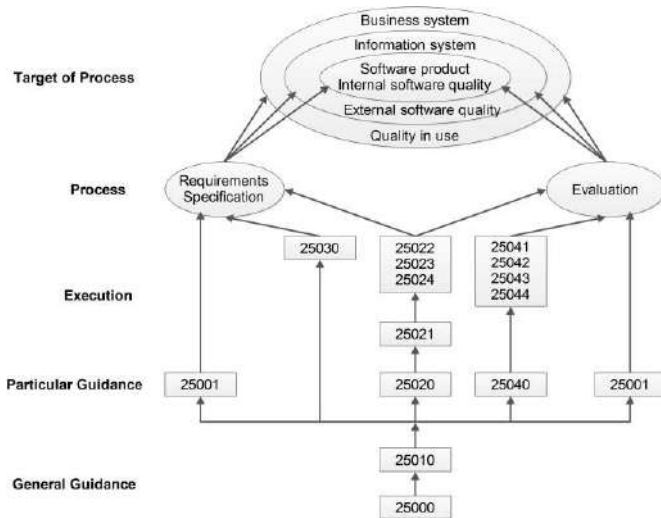 Business system
Information system
Target of Process
Software product
Internal software quality
External software quality
Quality in use
Process
Requirements
Specification
Evaluation
25030
25022
25023
25024
25041
25042
25043
25044
Execution
25021
Particular Guidance
25001
25020
25040
25001
25010
General Guidance
25000